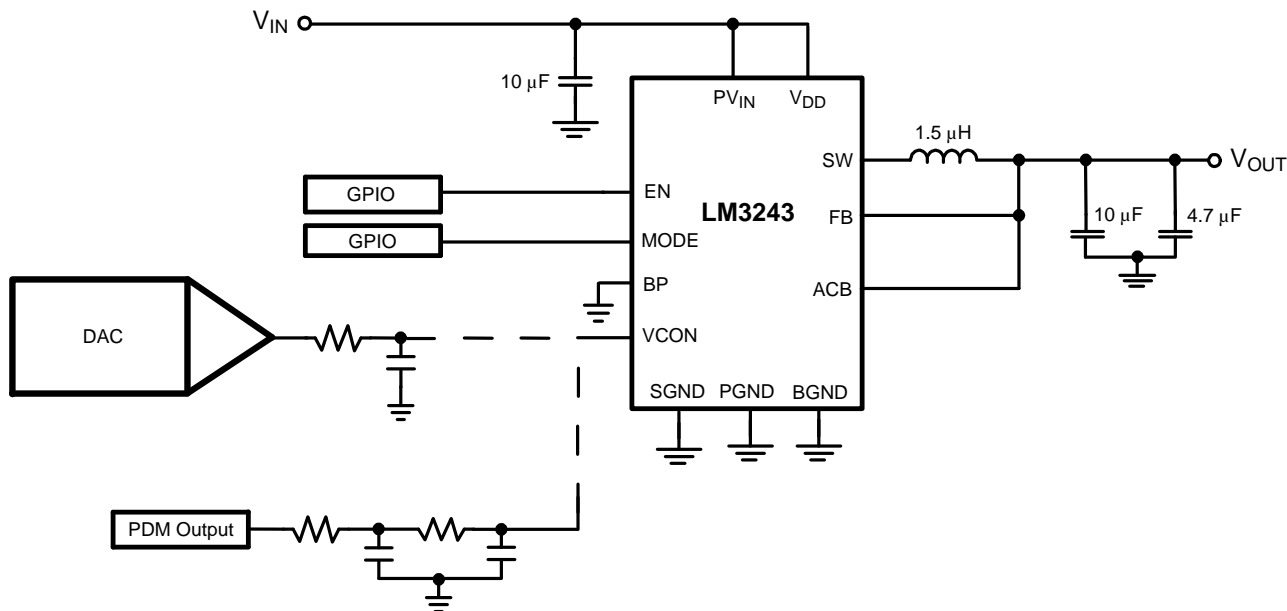 VIN
10 μF
PVIN
VDD
1.5 μH
SW
VOUT
GPIO
EN
LM3243
FB
10 μF
4.7 μF
GPIO
MODE
BP
ACB
DAC
VCON
SGND
PGND
BGND
PDM Output